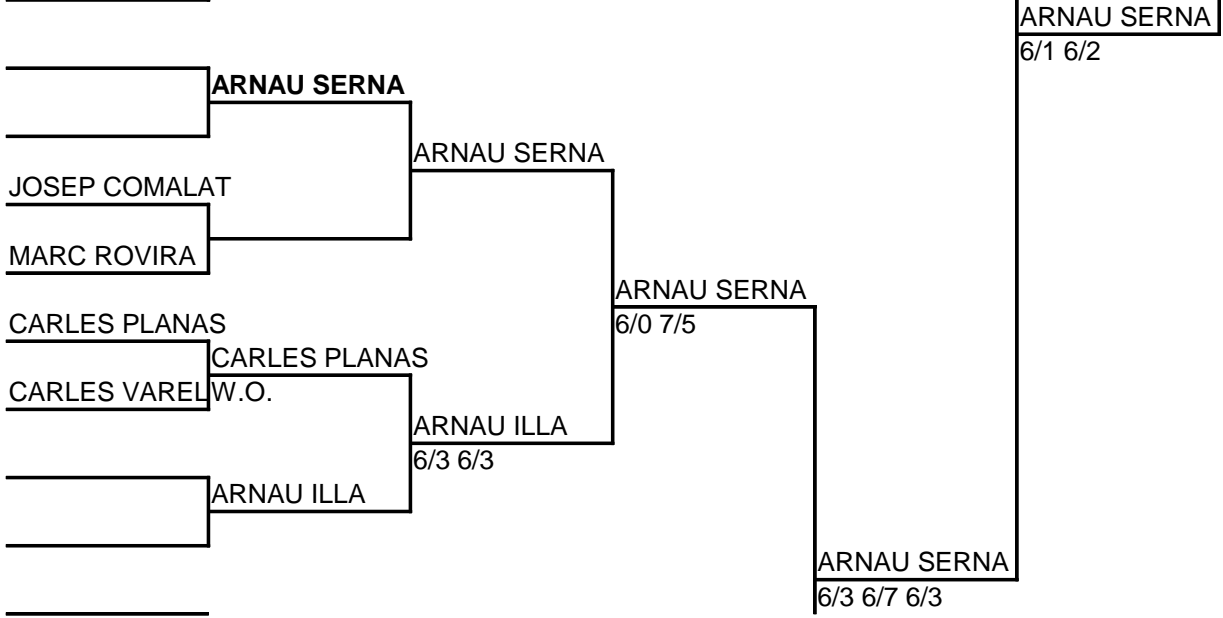 ARNAU SERNA
6/1 6/2
ARNAU SERNA
ARNAU SERNA
JOSEP COMALAT
MARC ROVIRA
ARNAU SERNA
6/0 7/5
CARLES PLANAS
CARLES PLANAS
CARLES VAREL
W.O.
ARNAU ILLA
6/3 6/3
ARNAU ILLA
ARNAU SERNA
6/3 6/7 6/3